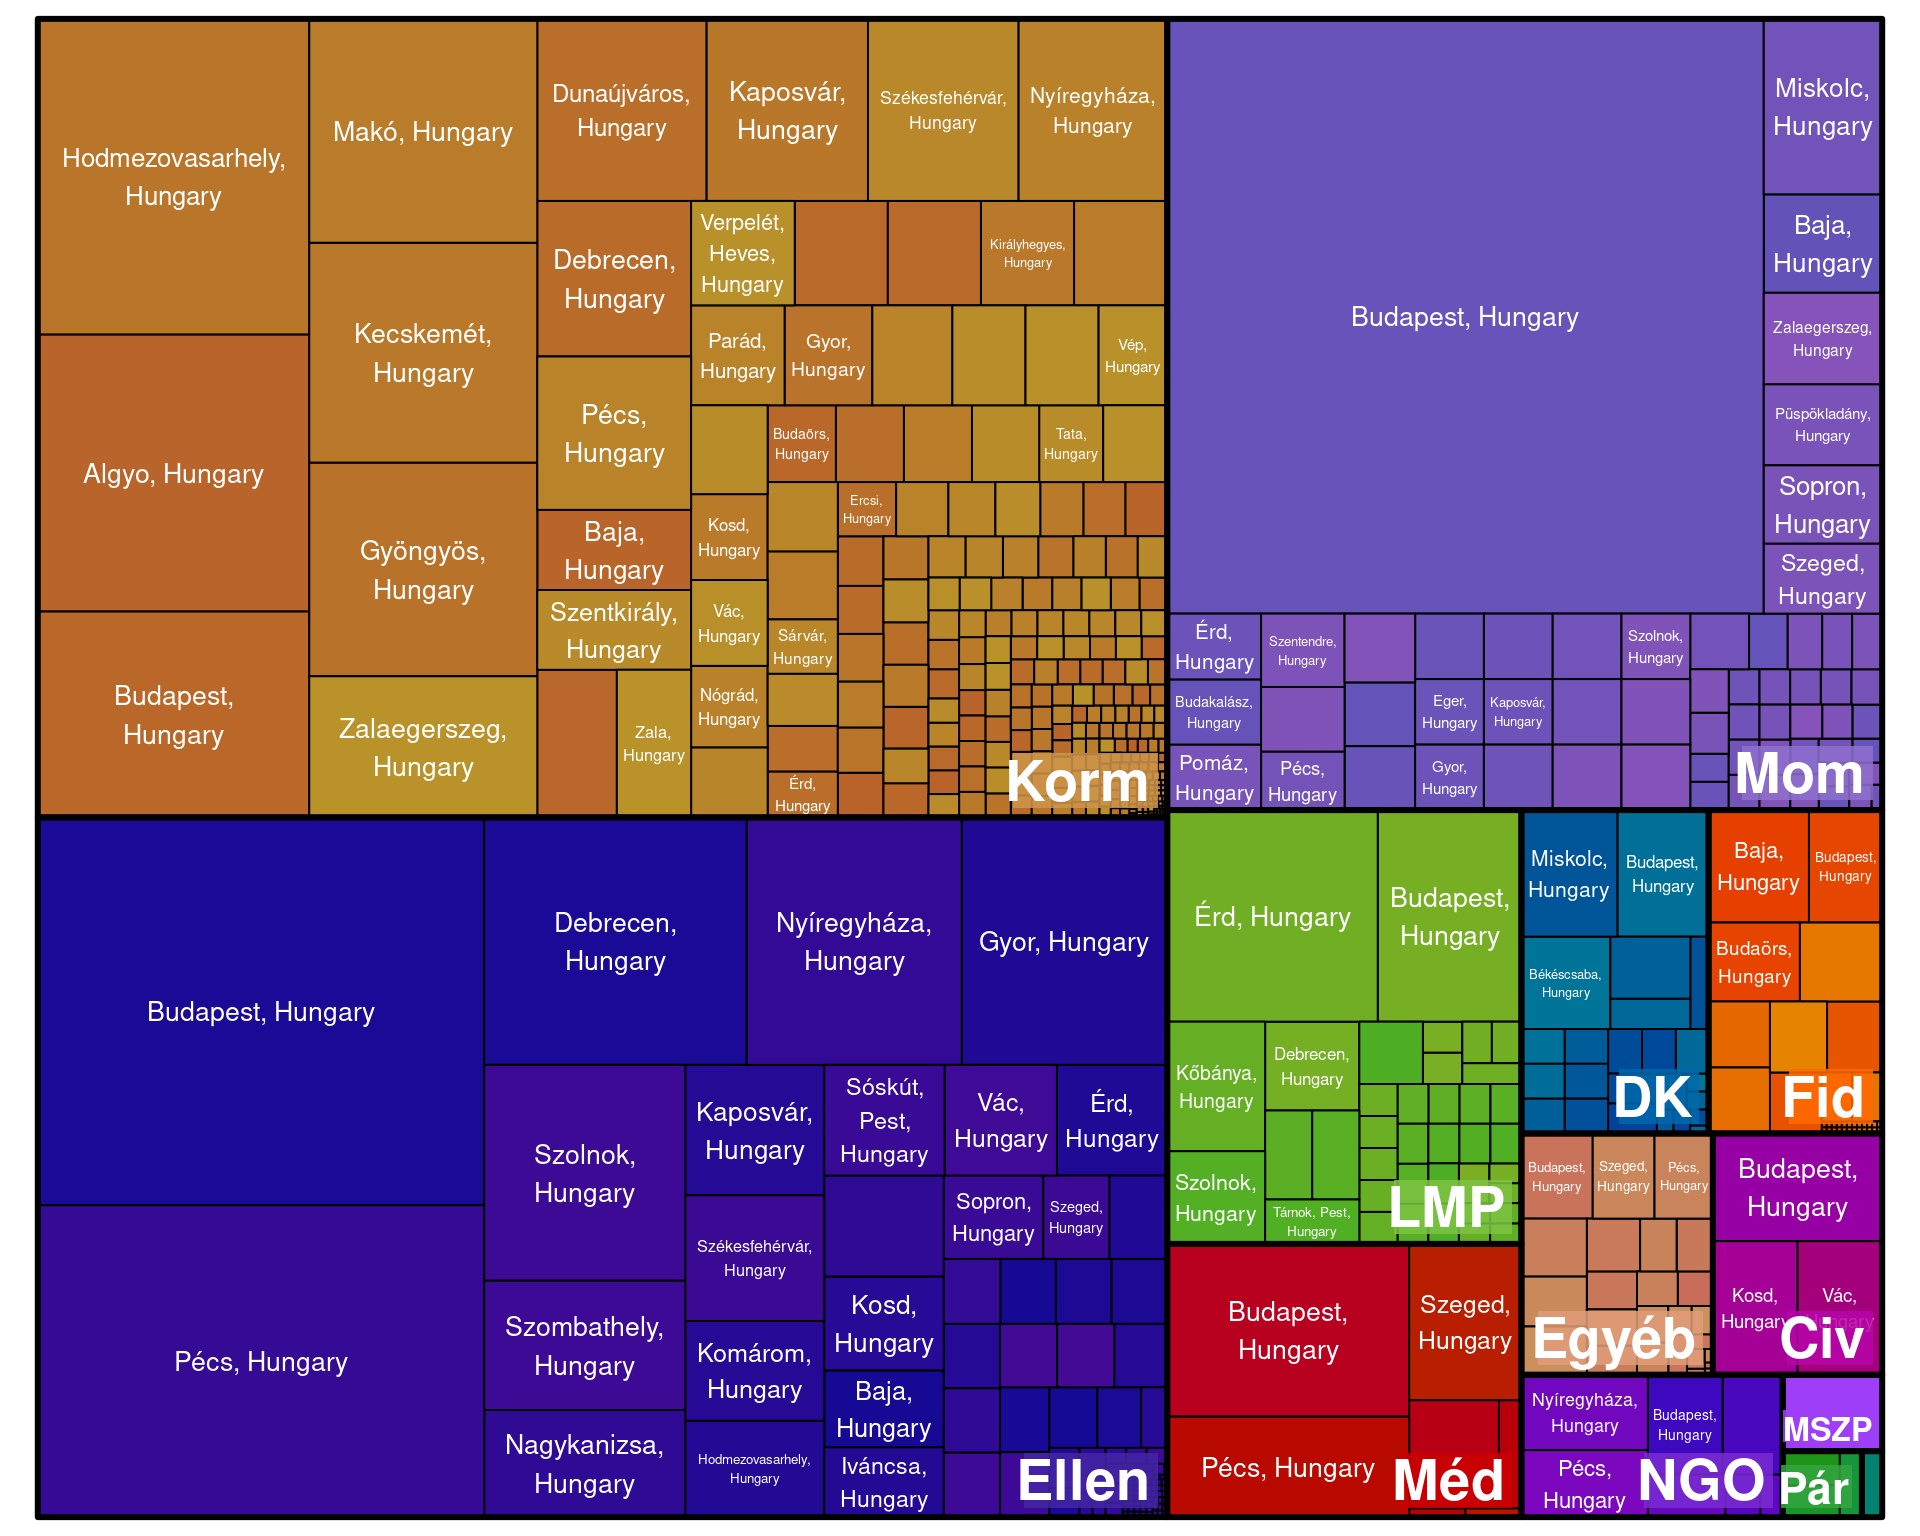 Hodmezovasarhely,
Hungary
Algyo, Hungary
Budapest,
Hungary
Makó, Hungary
Kecskemét,
Hungary
Gyöngyös,
Hungary
Zalaegerszeg,
Hungary
Dunaújváros,
Hungary
Kaposvár,
Hungary
Székesfehérvár,
Hungary
Nyíregyháza,
Hungary
Debrecen,
Hungary
Pécs,
Hungary
Baja,
Hungary
Szentkirály,
Hungary
Zala,
Hungary
Verpelét,
Heves,
Hungary
Királyhegyes,
Hungary
Parád,
Hungary
Gyor,
Hungary
Vép,
Hungary
Budaörs,
Hungary
Tata,
Hungary
Kosd,
Hungary
Ercsi,
Hungary
Vác,
Hungary
Sárvár,
Hungary
Nógrád,
Hungary
Érd,
Hungary
Korm
Budapest, Hungary
Miskolc,
Hungary
Baja,
Hungary
Zalaegerszeg,
Hungary
Püspökladány,
Hungary
Sopron,
Hungary
Szeged,
Hungary
Érd,
Hungary
Szentendre,
Hungary
Szolnok,
Hungary
Budakalász,
Hungary
Eger,
Hungary
Kaposvár,
Hungary
Pomáz,
Hungary
Pécs,
Hungary
Gyor,
Hungary
Mom
Budapest, Hungary
Pécs, Hungary
Debrecen,
Hungary
Nyíregyháza,
Hungary
Gyor, Hungary
Szolnok,
Hungary
Szombathely,
Hungary
Nagykanizsa,
Hungary
Kaposvár,
Hungary
Székesfehérvár,
Hungary
Komárom,
Hungary
Hodmezovasarhely,
Hungary
Sóskút,
Pest,
Hungary
Vác,
Hungary
Érd,
Hungary
Sopron,
Hungary
Szeged,
Hungary
Kosd,
Hungary
Baja,
Hungary
Iváncsa,
Hungary
Ellen
Érd, Hungary
Budapest,
Hungary
Kőbánya,
Hungary
Debrecen,
Hungary
Szolnok,
Hungary
Tárnok, Pest,
Hungary
LMP
Miskolc,
Hungary
Budapest,
Hungary
Békéscsaba,
Hungary
DK
Baja,
Hungary
Budapest,
Hungary
Budaörs,
Hungary
Fid
Budapest,
Hungary
Szeged,
Hungary
Pécs,
Hungary
Egyéb
Budapest,
Hungary
Kosd,
Hungary
Vác,
Hungary
Civ
Budapest,
Hungary
Szeged,
Hungary
Pécs, Hungary
Méd
Nyíregyháza,
Hungary
Budapest,
Hungary
Pécs,
Hungary
NGO
MSZP
Pár